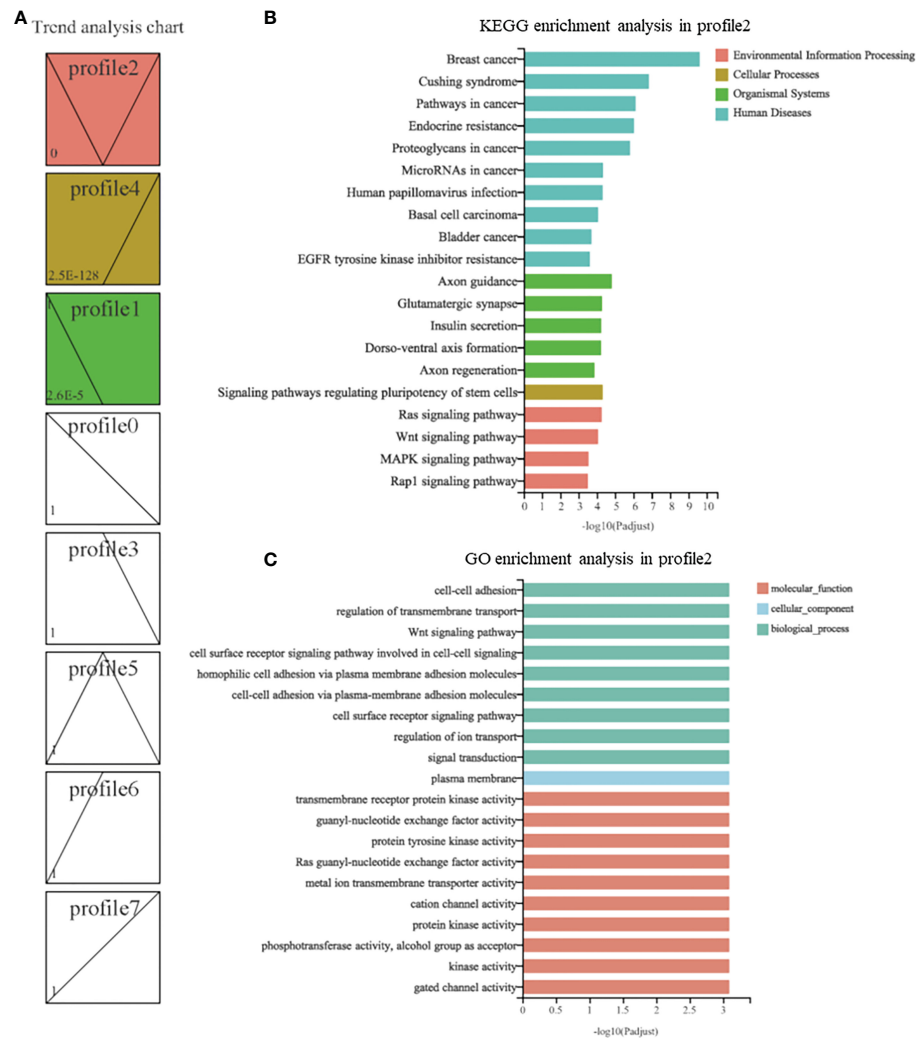 A
Trend analysis chart
profile2
0
profile4
2.5E-128
1
profile1
2.6E-5
profile0
1
profile3
1
profile5
1
profile6
1
profile7
1
B
KEGG enrichment analysis in profile2
Breast cancer
Cushing syndrome
Pathways in cancer
Endocrine resistance
Proteoglycans in cancer
MicroRNAs in cancer
Human papillomavirus infection
Basal cell carcinoma
Bladder cancer
EGFR tyrosine kinase inhibitor resistance
Axon guidance
Glutamatergic synapse
Insulin secretion
Dorso-ventral axis formation
Axon regeneration
Signaling pathways regulating pluripotency of stem cells
Ras signaling pathway
Wnt signaling pathway
MAPK signaling pathway
Rap1 signaling pathway
0 1 2 3 4 5 6 7 8 9 10
-log10(Padjust)
Environmental Information Processing
Cellular Processes
Organismal Systems
Human Diseases
C
GO enrichment analysis in profile2
cell-cell adhesion
regulation of transmembrane transport
Wnt signaling pathway
cell surface receptor signaling pathway involved in cell-cell signaling
homophilic cell adhesion via plasma membrane adhesion molecules
cell-cell adhesion via plasma-membrane adhesion molecules
cell surface receptor signaling pathway
regulation of ion transport
signal transduction
plasma membrane
transmembrane receptor protein kinase activity
guanyl-nucleotide exchange factor activity
protein tyrosine kinase activity
Ras guanyl-nucleotide exchange factor activity
metal ion transmembrane transporter activity
cation channel activity
protein kinase activity
phosphotransferase activity, alcohol group as acceptor
kinase activity
gated channel activity
0 0.5 1 1.5 2 2.5 3
-log10(Padjust)
molecular_function
cellular_component
biological_process